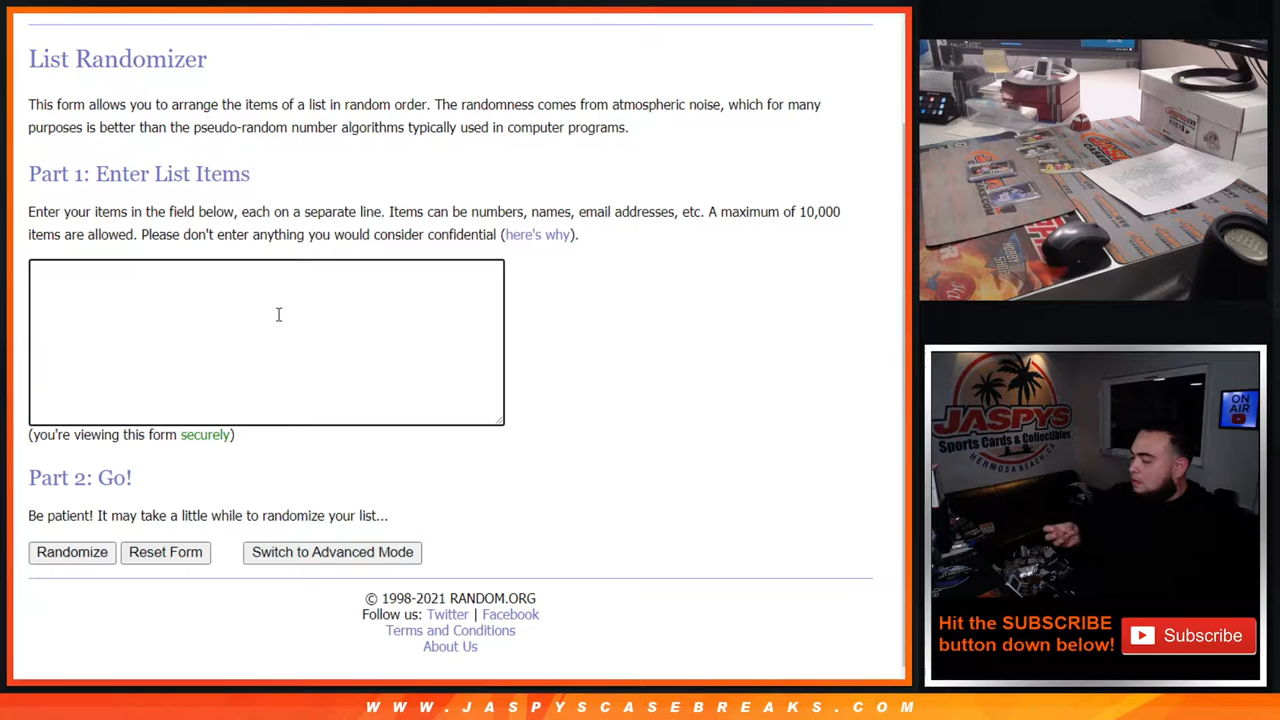 List Randomizer
This form allows you to arrange the items of a list in random order. The randomness comes from atmospheric noise, which for many
purposes is better than the pseudo-random number algorithms typically used in computer programs.
Part 1: Enter List Items
Enter your items in the field below, each on a separate line. Items can be numbers, names, email addresses, etc. A maximum of 10,000
items are allowed. Please don't enter anything you would consider confidential (here's why).
(you're viewing this form securely)
Part 2: Go!
Be patient! It may take a little while to randomize your list...
Randomize Reset Form Switch to Advanced Mode
© 1998-2021 RANDOM.ORG
Follow us: Twitter | Facebook
Terms and Conditions
About Us
JASPYS
Sports Cards & Collectibles
HERMOSA BEACH, CA
ON
AIR
Hit the SUBSCRIBE
button down below!
Subscribe
WWW.JASPYSCASEBREAKS.COM